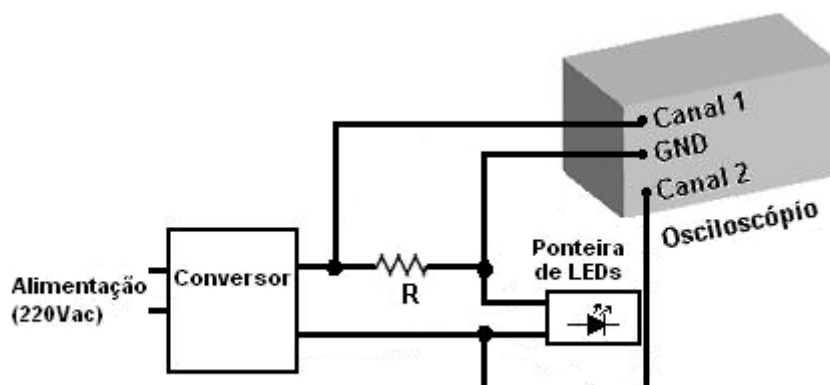 Canal 1
GND
Canal 2
Osciloscópio
Ponteira
de LEDs
Conversor
R
Alimentação
(220Vac)